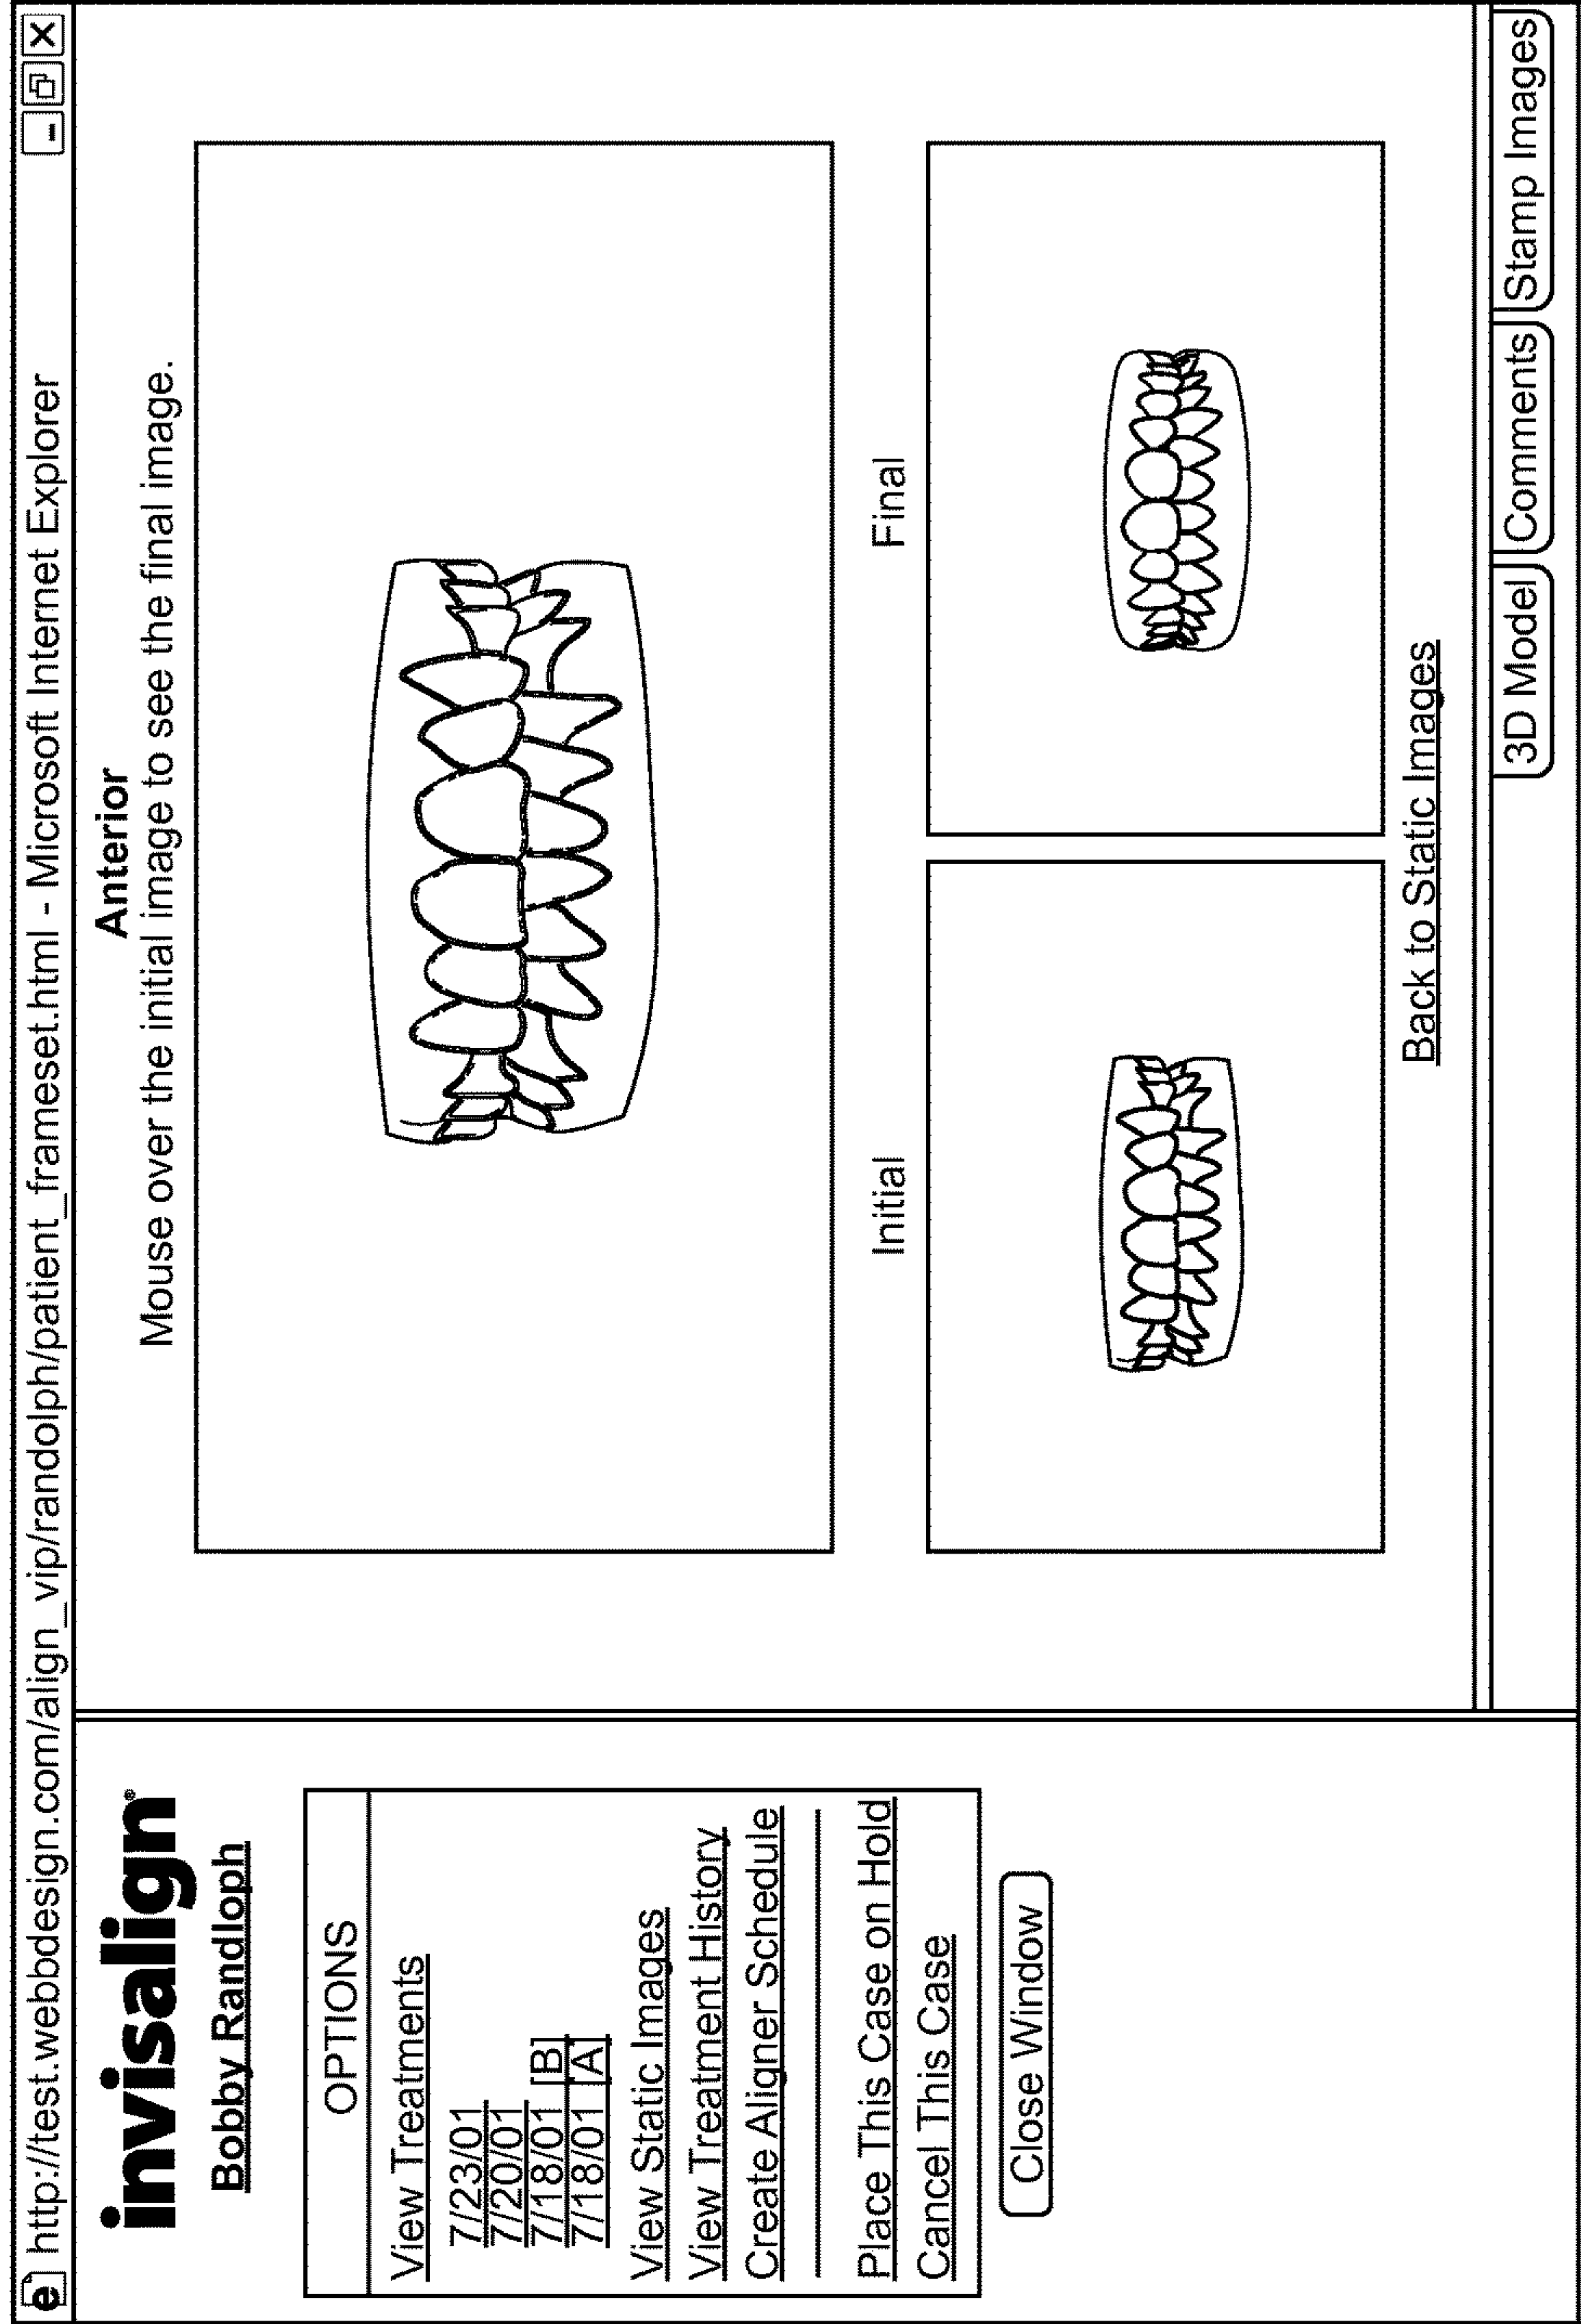 http://test.webbdesign.com/align_vip/randolph/patient_frameset.html - Microsoft Internet Explorer
invisalign®
Bobby Randloph
OPTIONS
View Treatments
7/23/01
7/20/01
7/18/01 [B]
7/18/01 [A]
View Static Images
View Treatment History
Create Aligner Schedule
Place This Case on Hold
Cancel This Case
Close Window
Anterior
Mouse over the initial image to see the final image.
Initial
Final
Back to Static Images
3D Model
Comments
Stamp Images